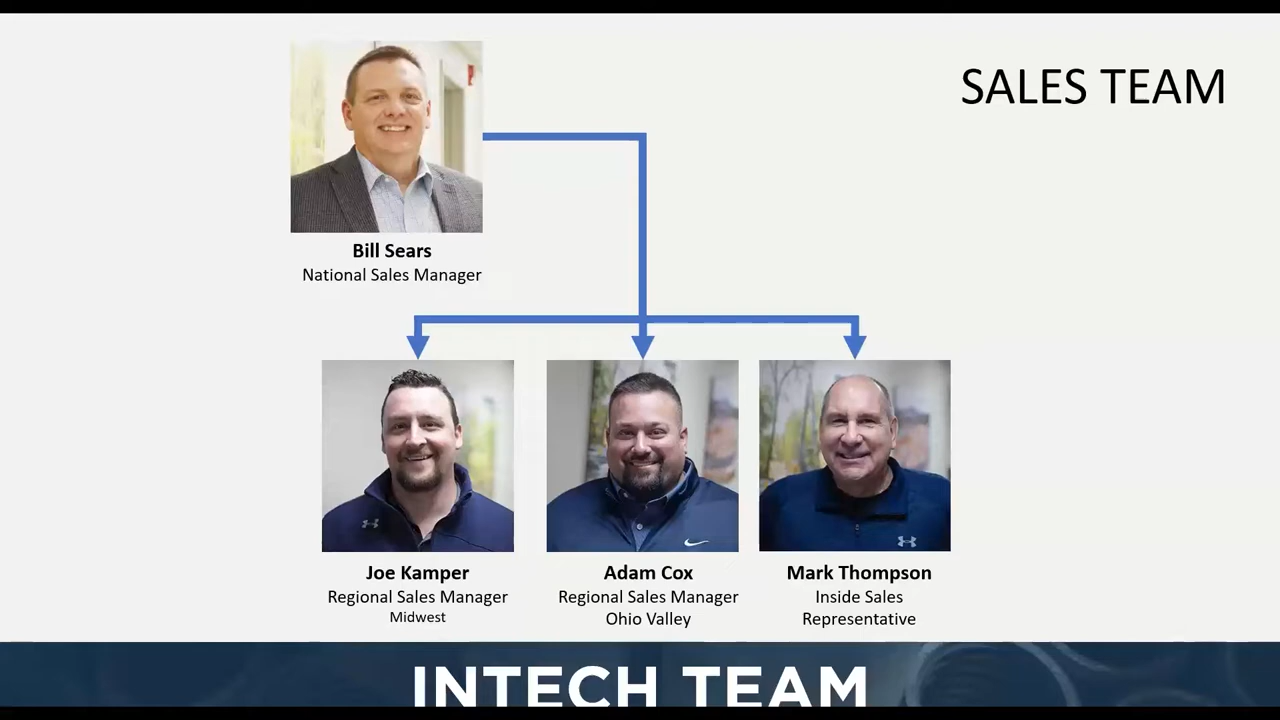 SALES TEAM
Bill Sears
National Sales Manager
Joe Kamper
Regional Sales Manager
Midwest
Adam Cox
Regional Sales Manager
Ohio Valley
Mark Thompson
Inside Sales
Representative
INTECH TEAM